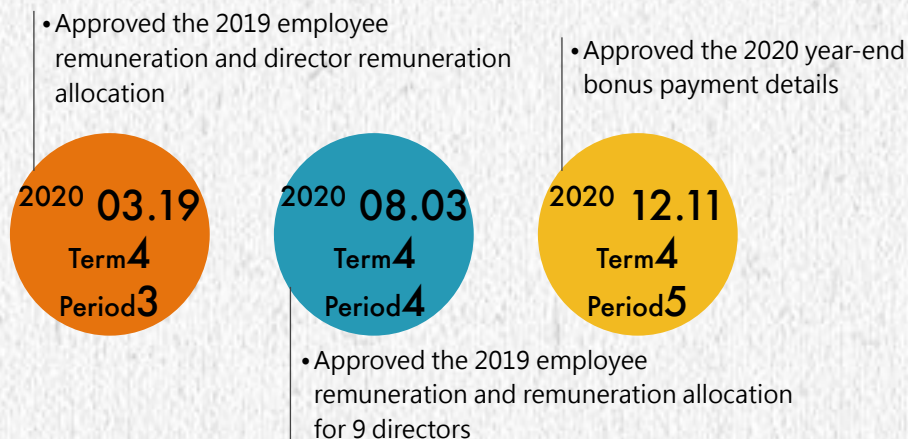 •Approved the 2019 employee
remuneration and director remuneration
allocation
•Approved the 2020 year-end
bonus payment details
2020 03.19
Term4
Period3
2020 08.03
Term4
Period4
2020 12.11
Term4
Period5
•Approved the 2019 employee
remuneration and remuneration allocation
for 9 directors